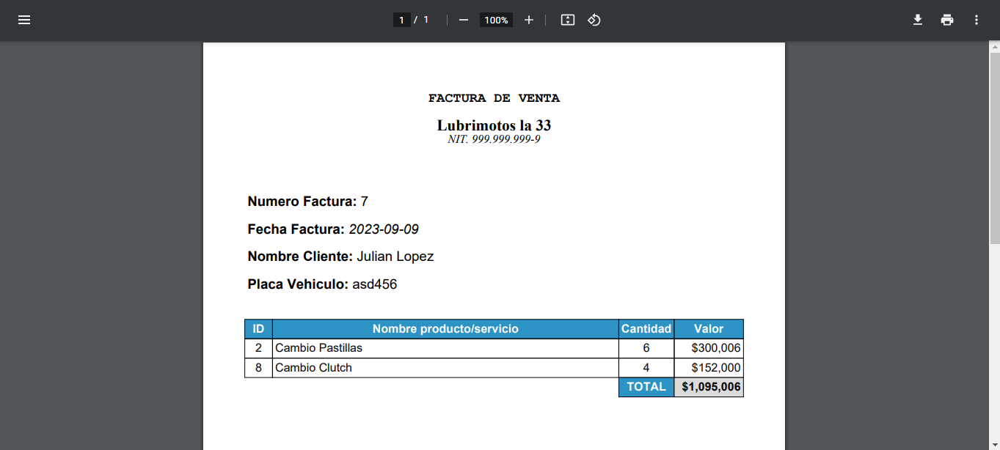 1 / 1 100%
FACTURA DE VENTA
Lubrimotos la 33
NIT. 999.999.999-9
Numero Factura: 7
Fecha Factura: 2023-09-09
Nombre Cliente: Julian Lopez
Placa Vehiculo: asd456
ID Nombre producto/servicio Cantidad Valor
2 Cambio Pastillas 6 $300,006
8 Cambio Clutch 4 $152,000
TOTAL $1,095,006